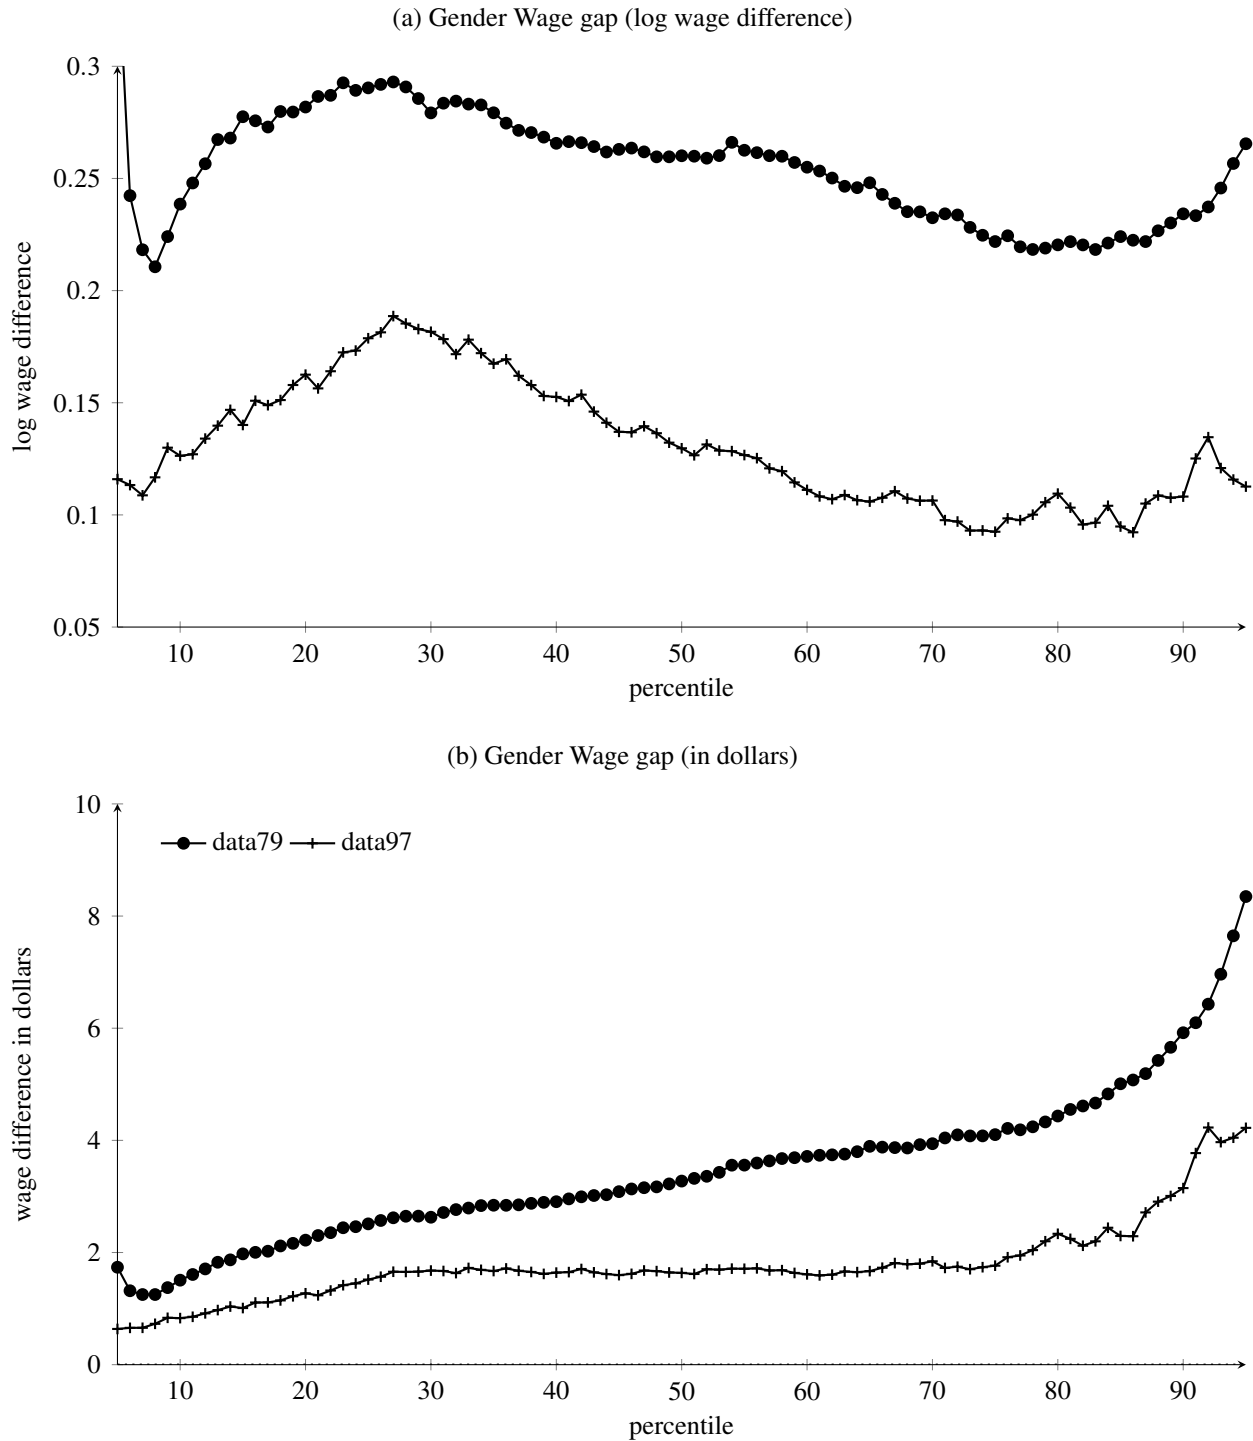 (a) Gender Wage gap (log wage difference)
0.3
0.25
0.2
0.15
0.1
0.05
log wage difference
10 20 30 40 50 60 70 80 90
percentile
(b) Gender Wage gap (in dollars)
10
8
6
4
2
0
data79 data97
wage difference in dollars
10 20 30 40 50 60 70 80 90
percentile